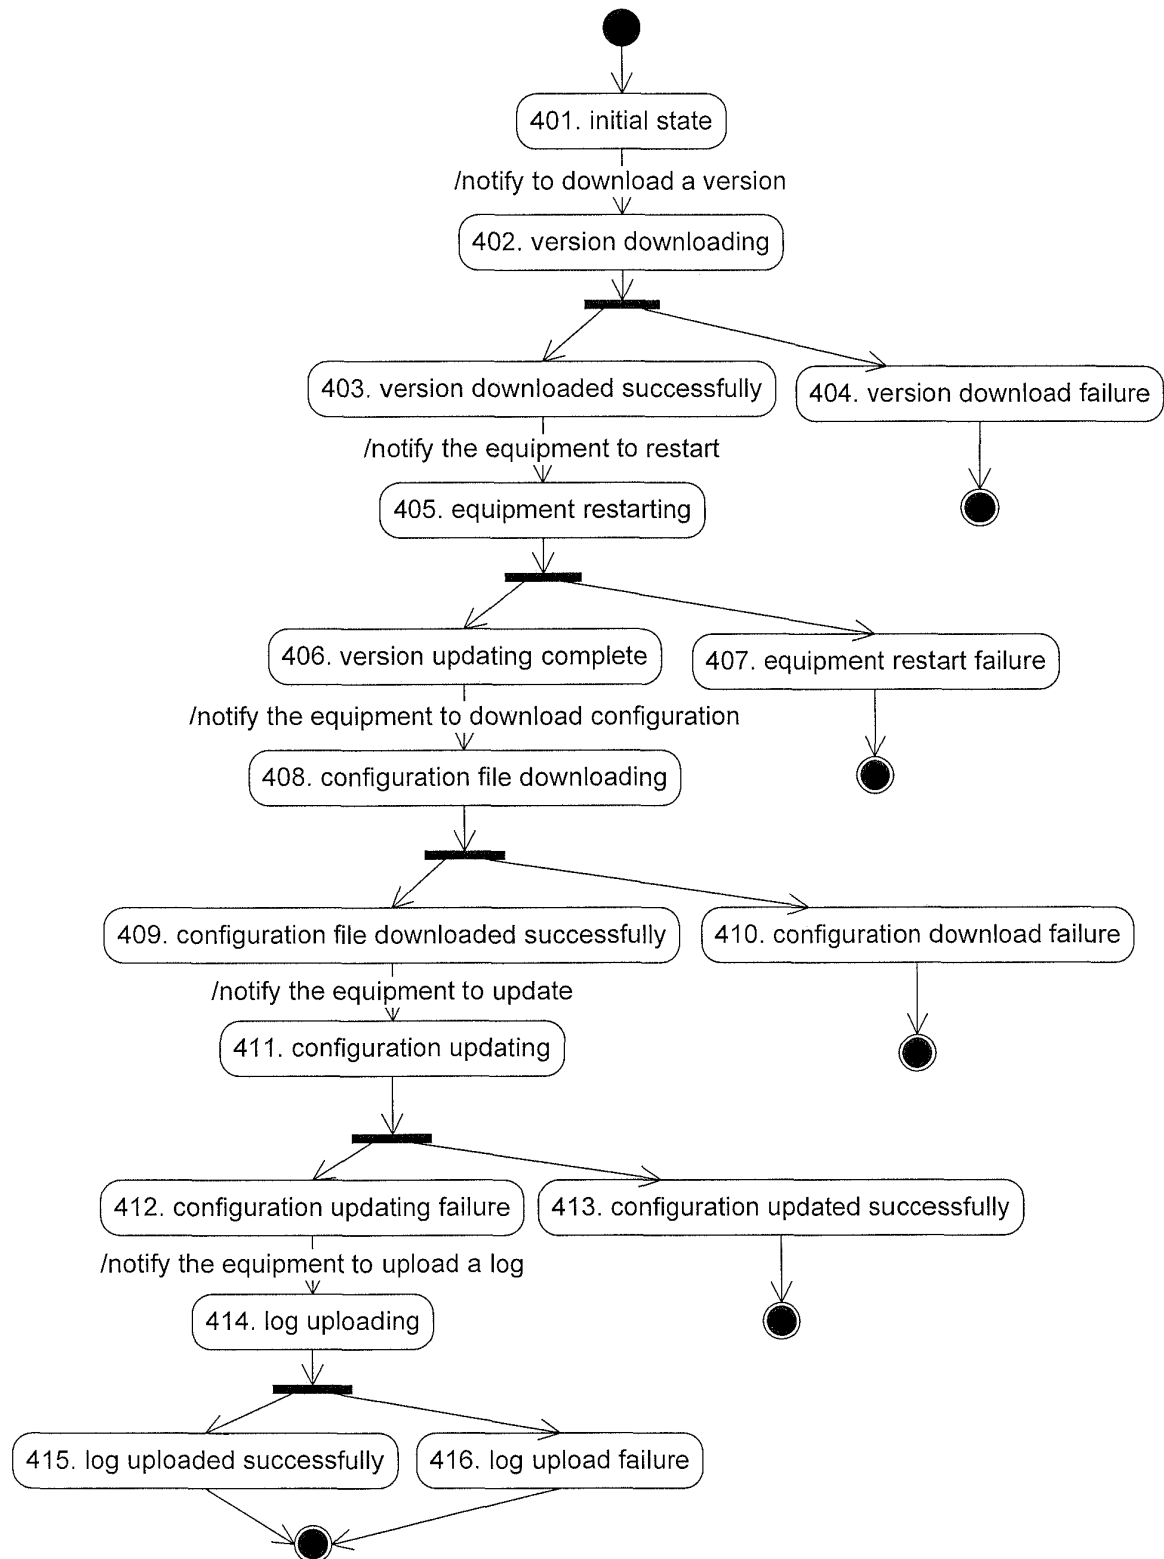 401. initial state
/notify to download a version
402. version downloading
403. version downloaded successfully
404. version download failure
/notify the equipment to restart
405. equipment restarting
406. version updating complete
407. equipment restart failure
/notify the equipment to download configuration
408. configuration file downloading
409. configuration file downloaded successfully
410. configuration download failure
/notify the equipment to update
411. configuration updating
412. configuration updating failure
413. configuration updated successfully
/notify the equipment to upload a log
414. log uploading
415. log uploaded successfully
416. log upload failure